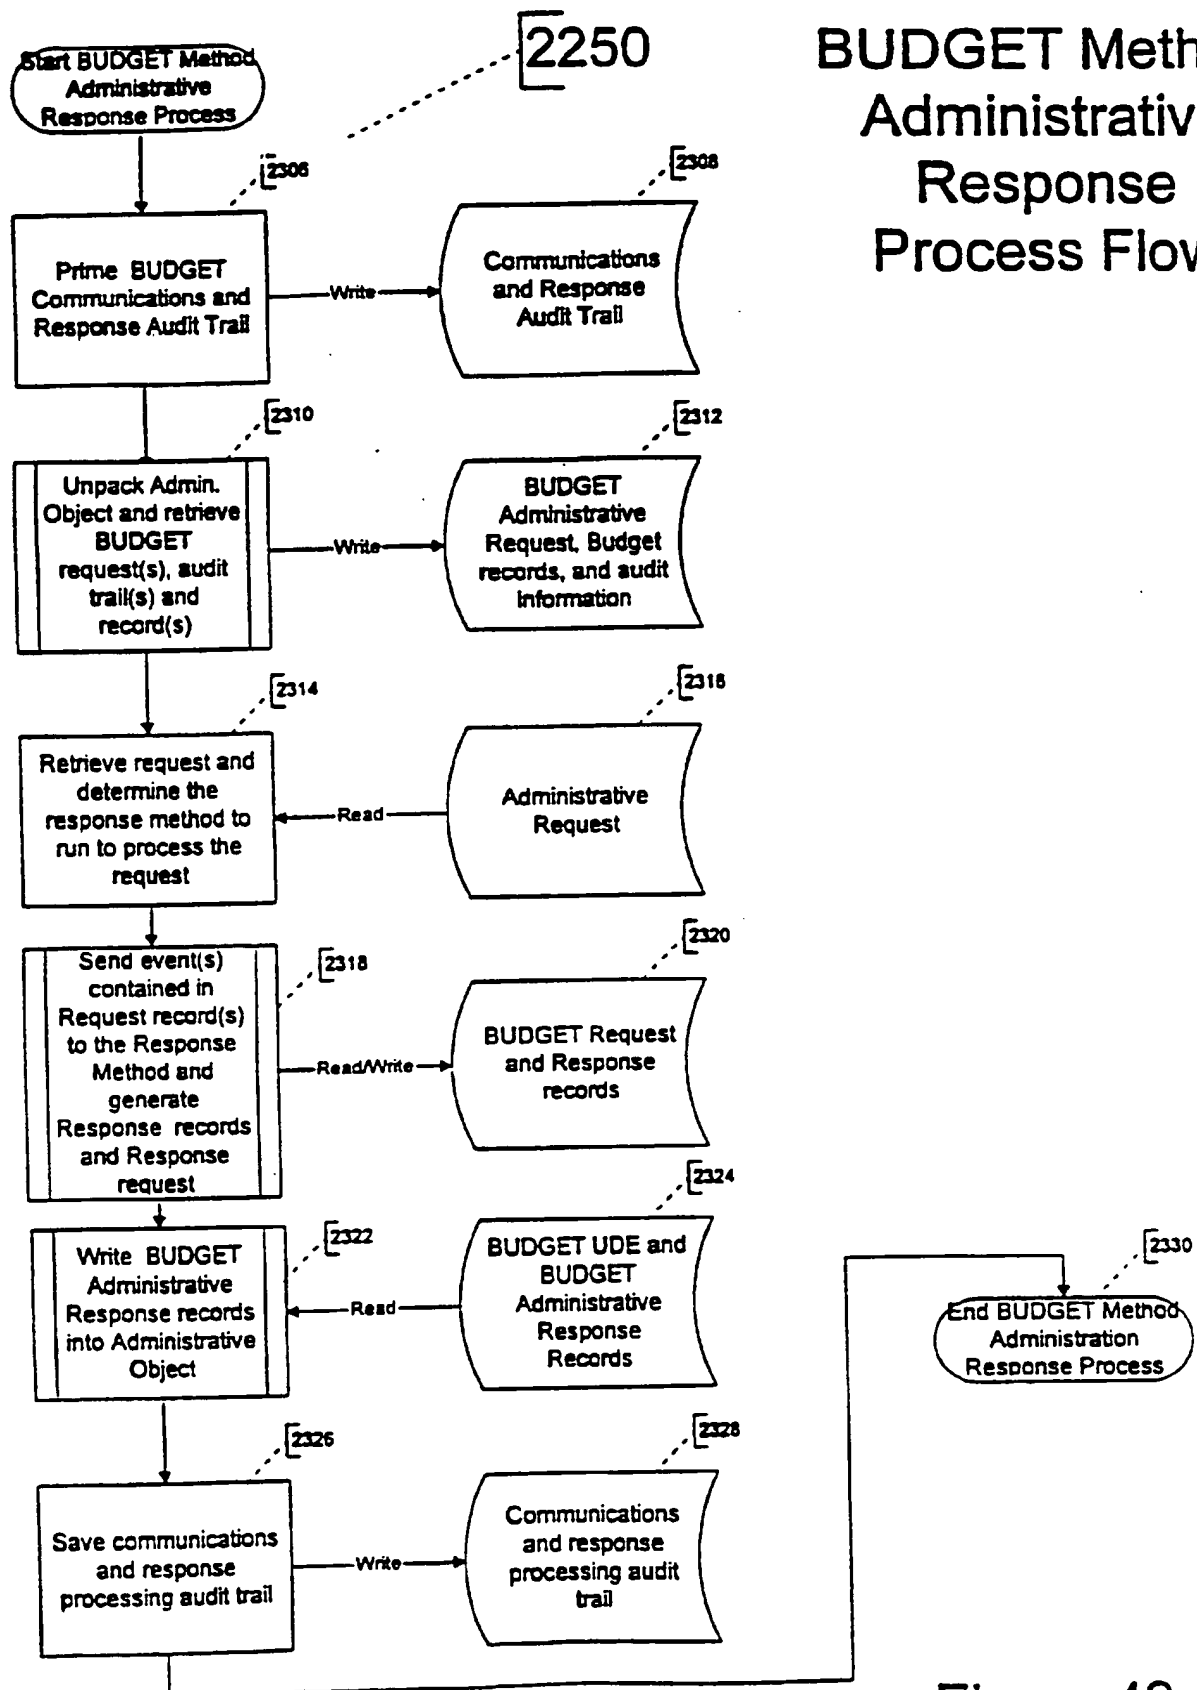 2250
BUDGET Meth
Administrativ
Response
Process Flow
Start BUDGET Method
Administrative
Response Process
2306
Prime BUDGET
Communications and
Response Audit Trail
Write
2308
Communications
and Response
Audit Trail
2310
Unpack Admin.
Object and retrieve
BUDGET
request(s), audit
trail(s) and
record(s)
Write
2312
BUDGET
Administrative
Request, Budget
records, and audit
Information
2314
Retrieve request and
determine the
response method to
run to process the
request
Read
2316
Administrative
Request
2318
Send event(s)
contained in
Request record(s)
to the Response
Method and
generate
Response records
and Response
request
Read/Write
2320
BUDGET Request
and Response
records
2322
Write BUDGET
Administrative
Response records
into Administrative
Object
Read
2324
BUDGET UDE and
BUDGET
Administrative
Response
Records
2326
Save communications
and response
processing audit trail
Write
2328
Communications
and response
processing audit
trail
2330
End BUDGET Method
Administration
Response Process